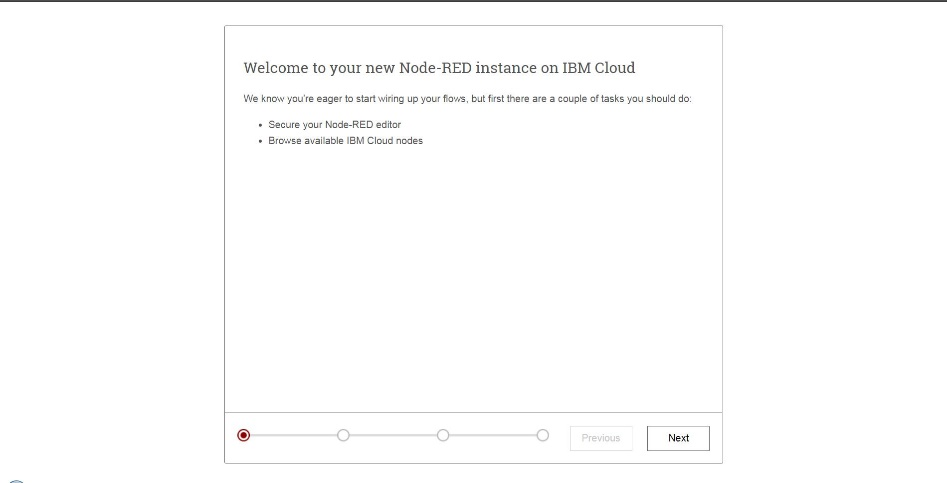 Welcome to your new Node-RED instance on IBM Cloud
We know you're eager to start wiring up your flows, but first there are a couple of tasks you should do:
• Secure your Node-RED editor
• Browse available IBM Cloud nodes
Previous
Next